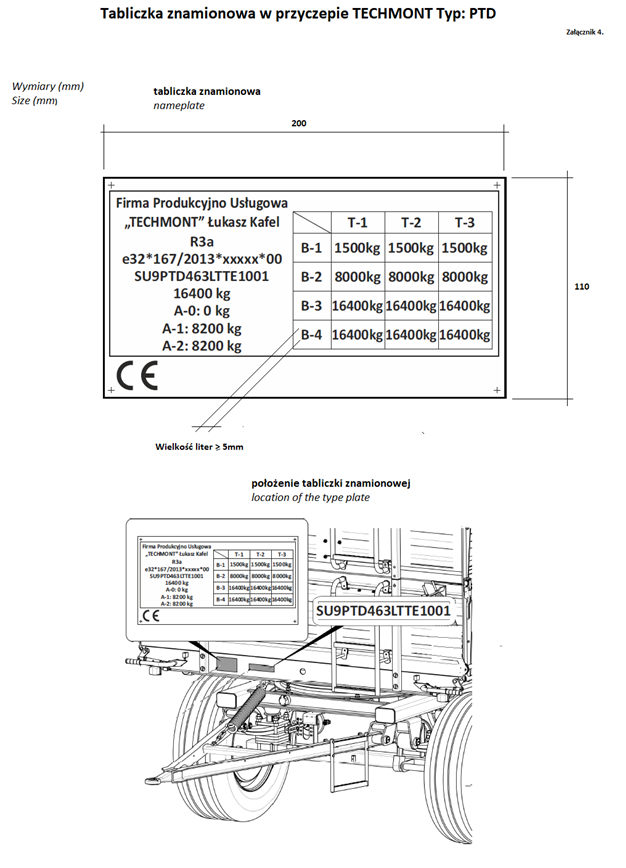 Tabliczka znamionowa w przyczepie TECHMONT Typ: PTD
Załącznik 4.
Wymiary (mm)
Size (mm)
tabliczka znamionowa
nameplate
200
110
Firma Produkcyjno Usługowa
„TECHMONT” Łukasz Kafel
R3a
e32*167/2013*xxxxx*00
SU9PTD463LTTE1001
16400 kg
A-0: 0 kg
A-1: 8200 kg
A-2: 8200 kg
T-1 T-2 T-3
B-1 1500kg 1500kg 1500kg
B-2 8000kg 8000kg 8000kg
B-3 16400kg 16400kg 16400kg
B-4 16400kg 16400kg 16400kg
CE
Wielkość liter ≥ 5mm
położenie tabliczki znamionowej
location of the type plate
Firma Produkcyjno Usługowa
„TECHMONT” Łukasz Kafel
R3a
e32*167/2013*xxxxx*00
SU9PTD463LTTE1001
16400 kg
A-0: 0 kg
A-1: 8200 kg
A-2: 8200 kg
T-1 T-2 T-3
B-1 1500kg 1500kg 1500kg
B-2 8000kg 8000kg 8000kg
B-3 16400kg 16400kg 16400kg
B-4 16400kg 16400kg 16400kg
CE
SU9PTD463LTTE1001